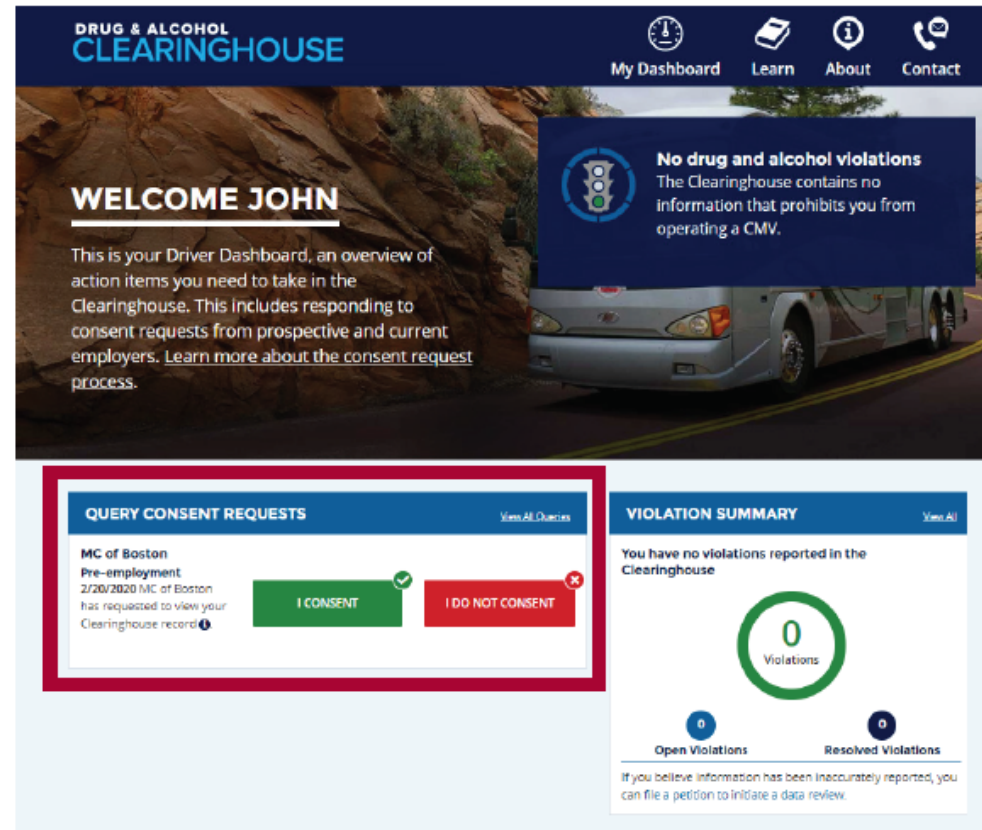 DRUG & ALCOHOL
CLEARINGHOUSE
My Dashboard
Learn
About
Contact
WELCOME JOHN
This is your Driver Dashboard, an overview of
action items you need to take in the
Clearinghouse. This includes responding to
consent requests from prospective and current
employers. Learn more about the consent request
process.
No drug and alcohol violations
The Clearinghouse contains no
information that prohibits you from
operating a CMV.
QUERY CONSENT REQUESTS
View All Queries
MC of Boston
Pre-employment
2/20/2020 MC of Boston
has requested to view your
Clearinghouse record
I CONSENT
I DO NOT CONSENT
VIOLATION SUMMARY
View All
You have no violations reported in the
Clearinghouse
0
Violations
0
Open Violations
0
Resolved Violations
If you believe information has been inaccurately reported, you
can file a petition to initiate a data review.